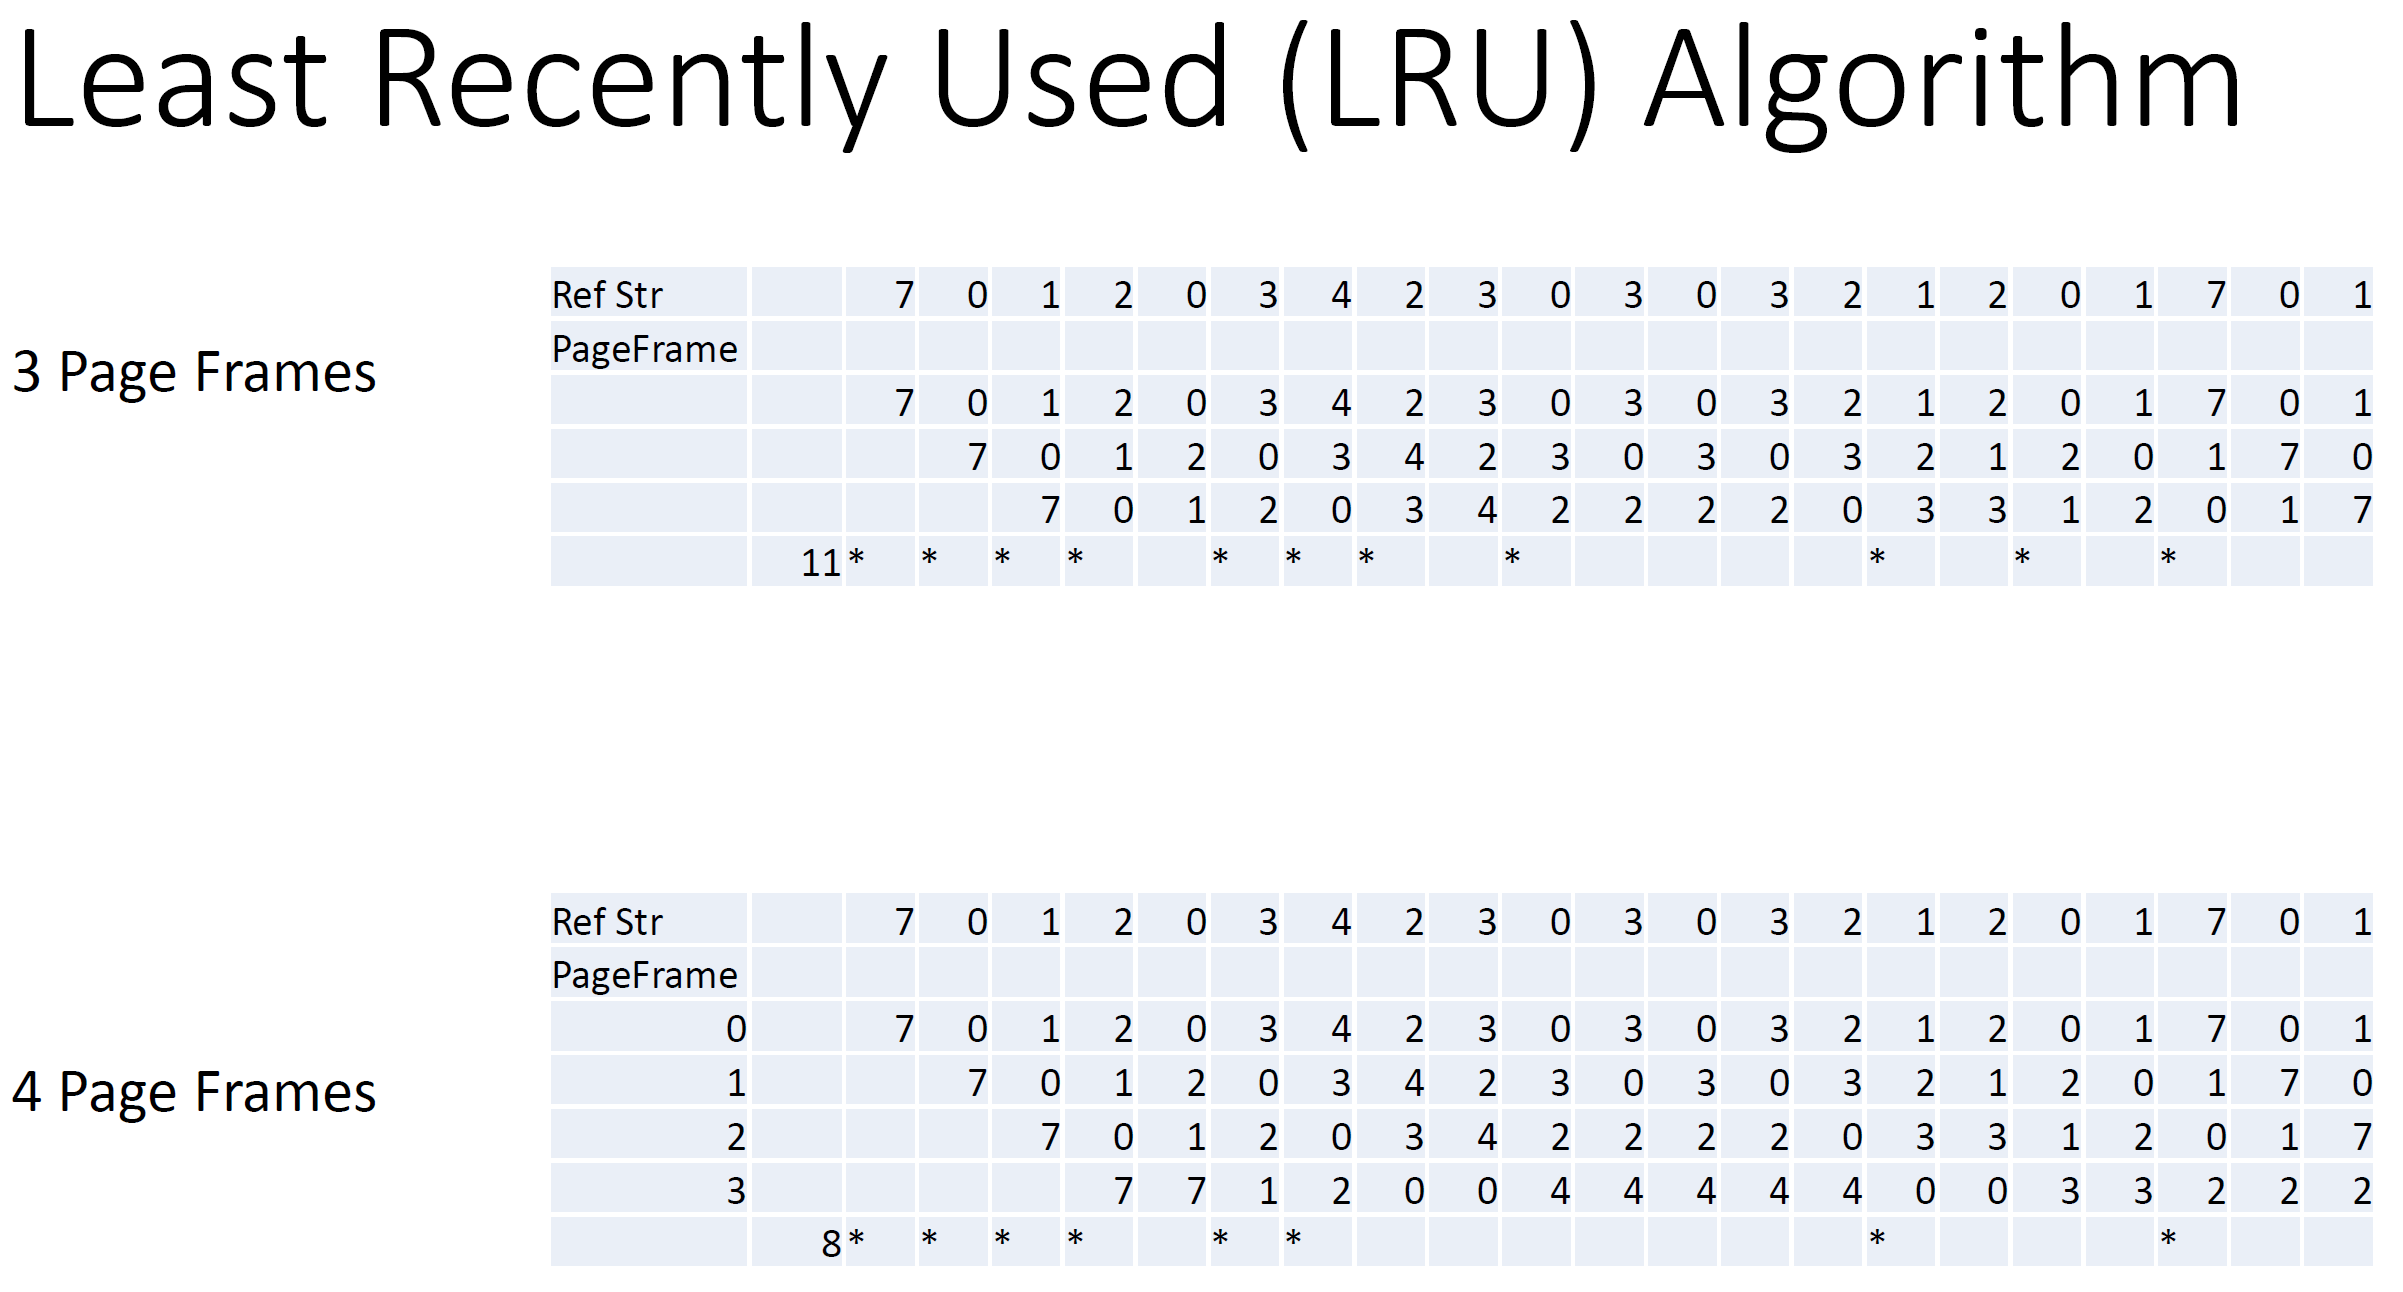 Least Recently Used (LRU) Algorithm
3 Page Frames
Ref Str 7 0 1 2 0 3 4 2 3 0 3 0 3 2 1 2 0 1 7 0 1
PageFrame
7 0 1 2 0 3 4 2 3 0 3 0 3 2 1 2 0 1 7 0 1
7 0 1 2 0 3 4 2 3 0 3 0 3 2 1 2 0 1 7 0
7 0 1 2 0 3 4 2 2 2 2 0 3 3 1 2 0 1 7
11 * * * * * * * * * * *
4 Page Frames
Ref Str 7 0 1 2 0 3 4 2 3 0 3 0 3 2 1 2 0 1 7 0 1
PageFrame
0 7 0 1 2 0 3 4 2 3 0 3 0 3 2 1 2 0 1 7 0 1
1 7 0 1 2 0 3 4 2 3 0 3 0 3 2 1 2 0 1 7 0
2 7 0 1 2 0 3 4 2 2 2 2 0 3 3 1 2 0 1 7
3 7 7 1 2 0 0 4 4 4 4 4 0 0 3 3 2 2 2
8 * * * * * * * *